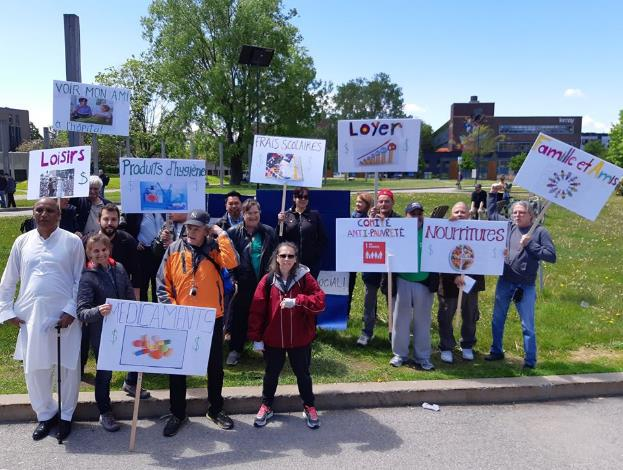 VOIR MON AMI
à l'hôpital
LOISIRS
Produits d'hygiène
FRAIS SCOLAIRES
LOYER
amille et Amis
COMITÉ
ANTI-PAUVRETÉ
NOURRITURES
MÉDICAMENTS